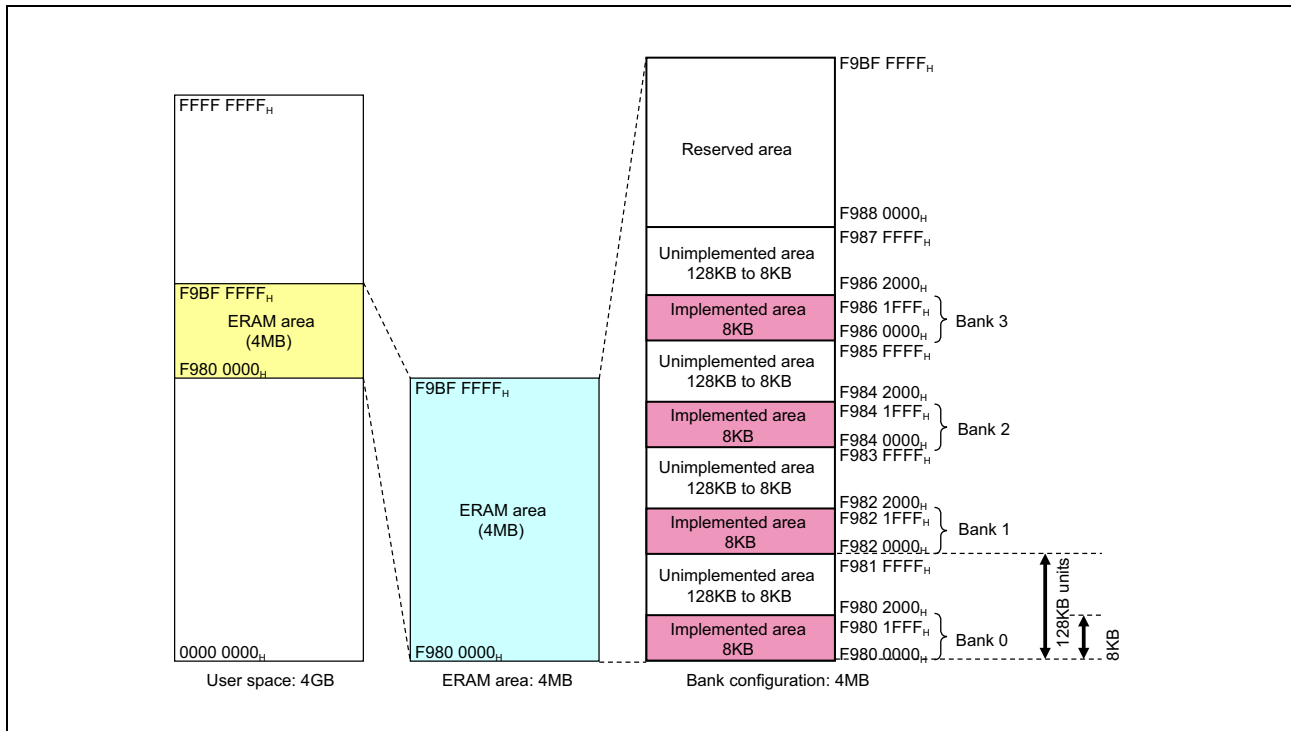 FFFF FFFFH
F9BF FFFFH
ERAM area
(4MB)
F980 0000H
0000 0000H
User space: 4GB
F9BF FFFFH
ERAM area
(4MB)
F980 0000H
ERAM area: 4MB
F9BF FFFFH
Reserved area
F988 0000H
F987 FFFFH
Unimplemented area
128KB to 8KB
F986 2000H
Implemented area
8KB
F986 1FFFH
F986 0000H
Bank 3
F985 FFFFH
Unimplemented area
128KB to 8KB
F984 2000H
Implemented area
8KB
F984 1FFFH
F984 0000H
Bank 2
F983 FFFFH
Unimplemented area
128KB to 8KB
F982 2000H
Implemented area
8KB
F982 1FFFH
F982 0000H
Bank 1
F981 FFFFH
Unimplemented area
128KB to 8KB
F980 2000H
Implemented area
8KB
F980 1FFFH
F980 0000H
Bank 0
128KB units
8KB
Bank configuration: 4MB